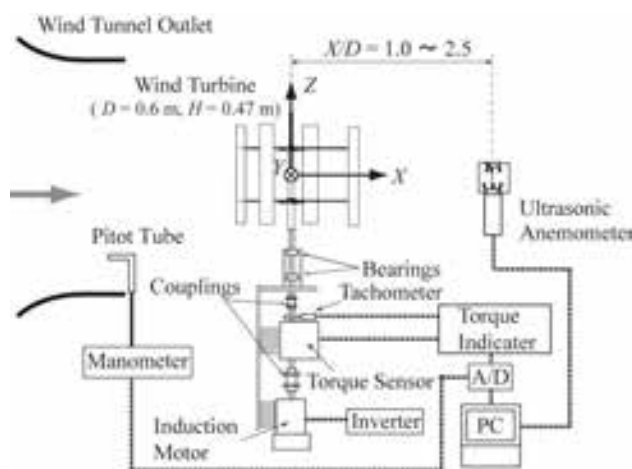 Wind Tunnel Outlet
X/D = 1.0 ~ 2.5
Wind Turbine
( D = 0.6 m, H = 0.47 m)
Z
Y
X
Ultrasonic
Anemometer
Pitot Tube
Bearings
Couplings
Tachometer
Torque
Indicater
Manometer
Torque Sensor
A/D
Induction
Motor
Inverter
PC